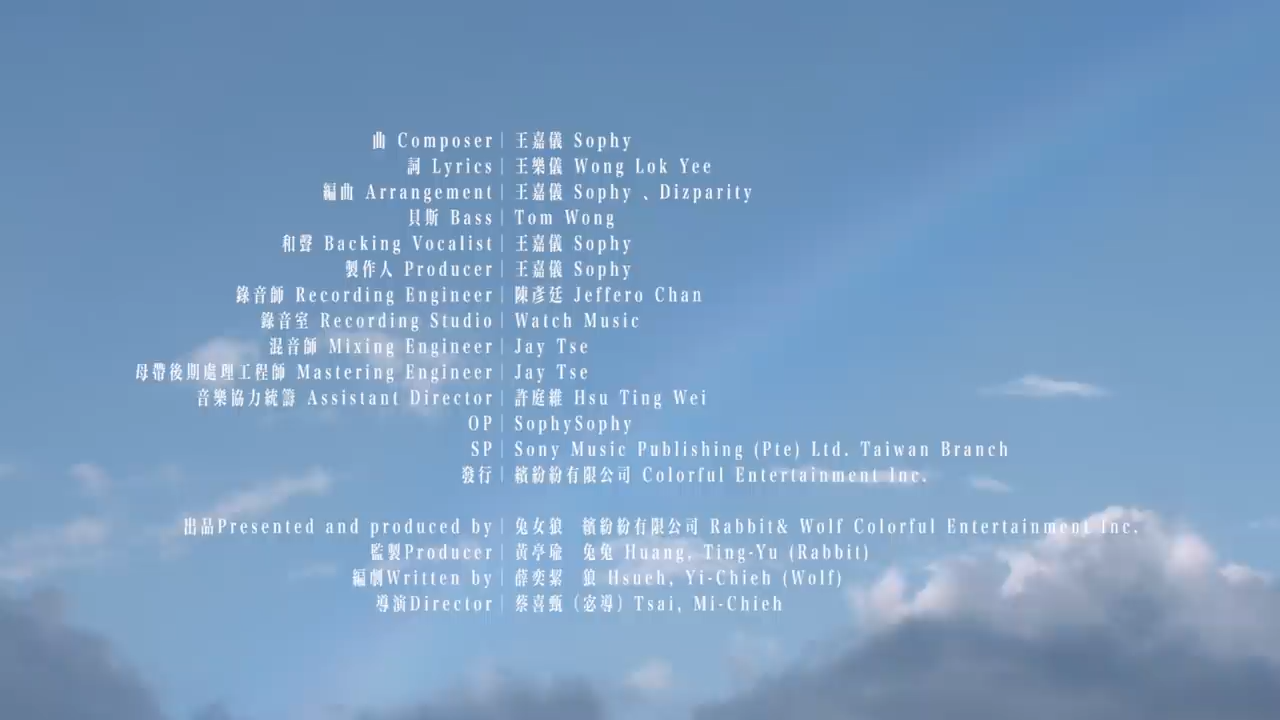 曲 Composer｜王嘉儀 Sophy
詞 Lyrics｜王樂儀 Wong Lok Yee
編曲 Arrangement｜王嘉儀 Sophy 、Dizparity
貝斯 Bass｜Tom Wong
和聲 Backing Vocalist｜王嘉儀 Sophy
製作人 Producer｜王嘉儀 Sophy
錄音師 Recording Engineer｜陳彥廷 Jeffero Chan
錄音室 Recording Studio｜Watch Music
混音師 Mixing Engineer｜Jay Tse
母帶後期處理工程師 Mastering Engineer｜Jay Tse
音樂協力統籌 Assistant Director｜許庭維 Hsu Ting Wei
OP｜SophySophy
SP｜Sony Music Publishing (Pte) Ltd. Taiwan Branch
發行｜繽紛紛有限公司 Colorful Entertainment Inc.
出品Presented and produced by｜兔女狼　繽紛紛有限公司 Rabbit& Wolf Colorful Entertainment Inc.
監製Producer｜黃亭瑜　兔兔 Huang, Ting-Yu (Rabbit)
編劇Written by｜薛奕絜　狼 Hsueh, Yi-Chieh (Wolf)
導演Director｜蔡喜甄（宓導）Tsai, Mi-Chieh